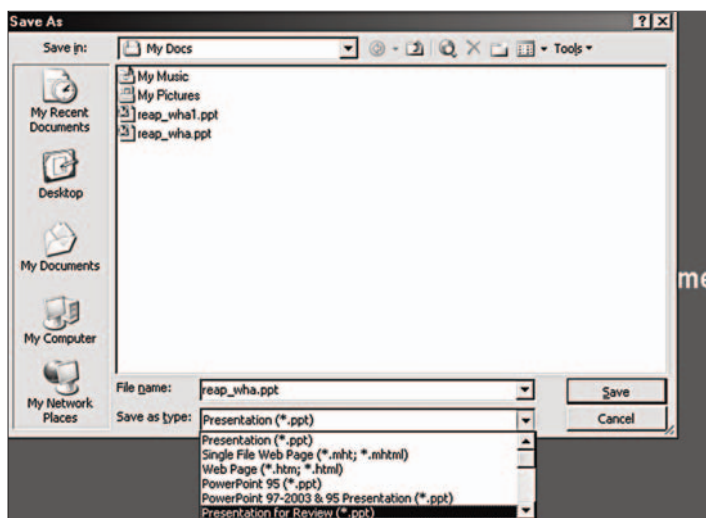 Save As
Save in: My Docs Tools
My Music
My Pictures
reap_wha1.ppt
reap_wha.ppt
My Recent
Documents
Desktop
My Documents
My Computer
My Network
Places
File name: reap_wha.ppt Save
Save as type: Presentation (*.ppt) Cancel
Presentation (*.ppt)
Single File Web Page (*.mht; *.mhtml)
Web Page (*.htm; *.html)
PowerPoint 95 (*.ppt)
PowerPoint 97-2003 & 95 Presentation (*.ppt)
Presentation for Review (*.ppt)
me